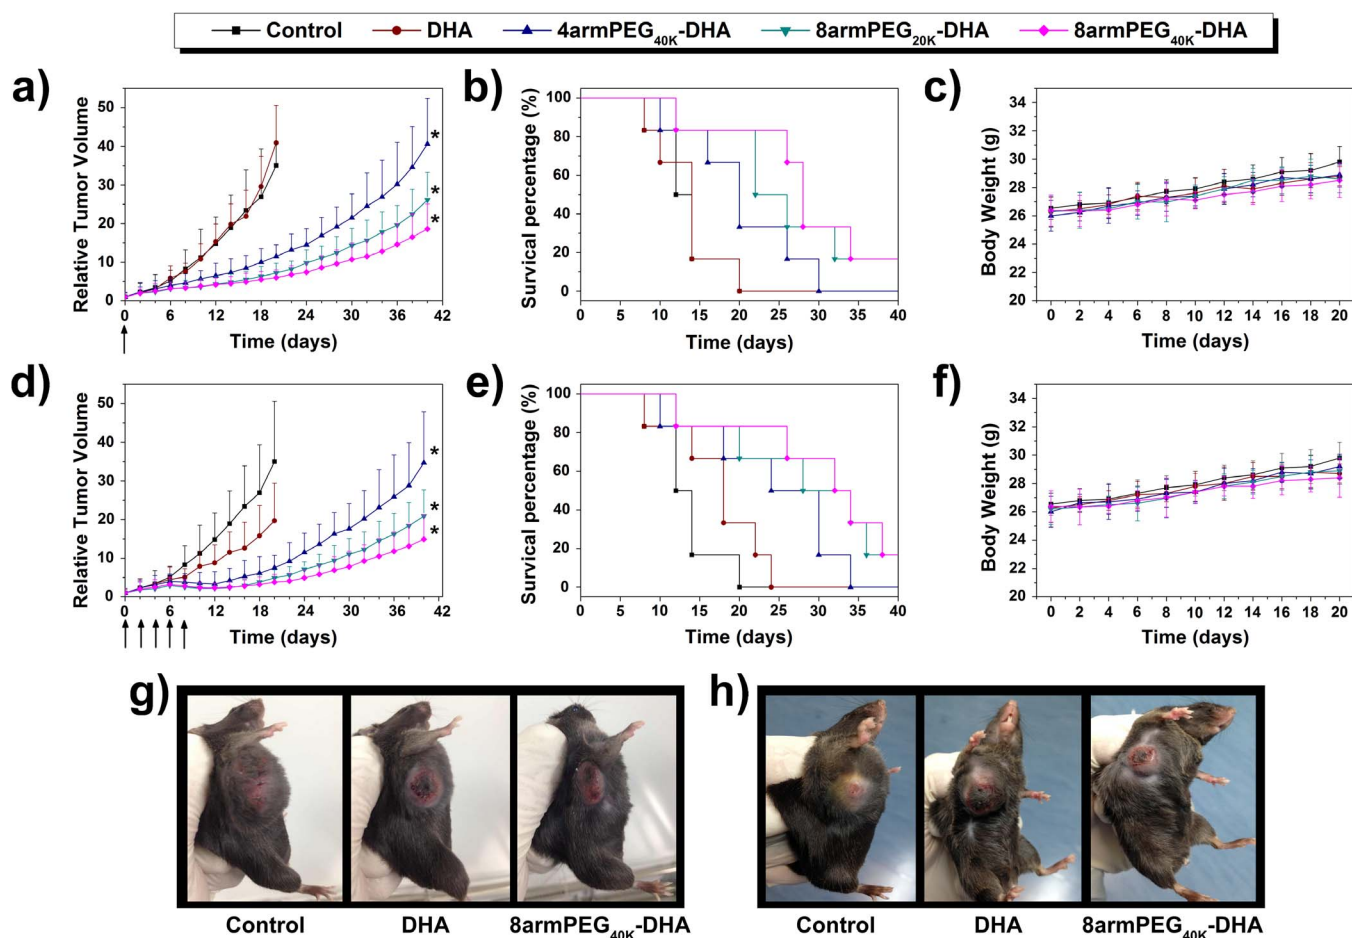 Control DHA 4armPEG40K-DHA 8armPEG20K-DHA 8armPEG40K-DHA
a)
Relative Tumor Volume
50
40
30
20
10
0
0 6 12 18 24 30 36 42
Time (days)
*
*
*
b)
Survical percentage (%)
100
80
60
40
20
0
0 5 10 15 20 25 30 35 40
Time (days)
c)
Body Weight (g)
34
32
30
28
26
24
22
20
0 2 4 6 8 10 12 14 16 18 20
Time (days)
d)
Relative Tumor Volume
50
40
30
20
10
0
0 6 12 18 24 30 36 42
Time (days)
*
*
*
e)
Survical percentage (%)
100
80
60
40
20
0
0 5 10 15 20 25 30 35 40
Time (days)
f)
Body Weight (g)
34
32
30
28
26
24
22
20
0 2 4 6 8 10 12 14 16 18 20
Time (days)
g)
Control DHA 8armPEG40K-DHA
h)
Control DHA 8armPEG40K-DHA